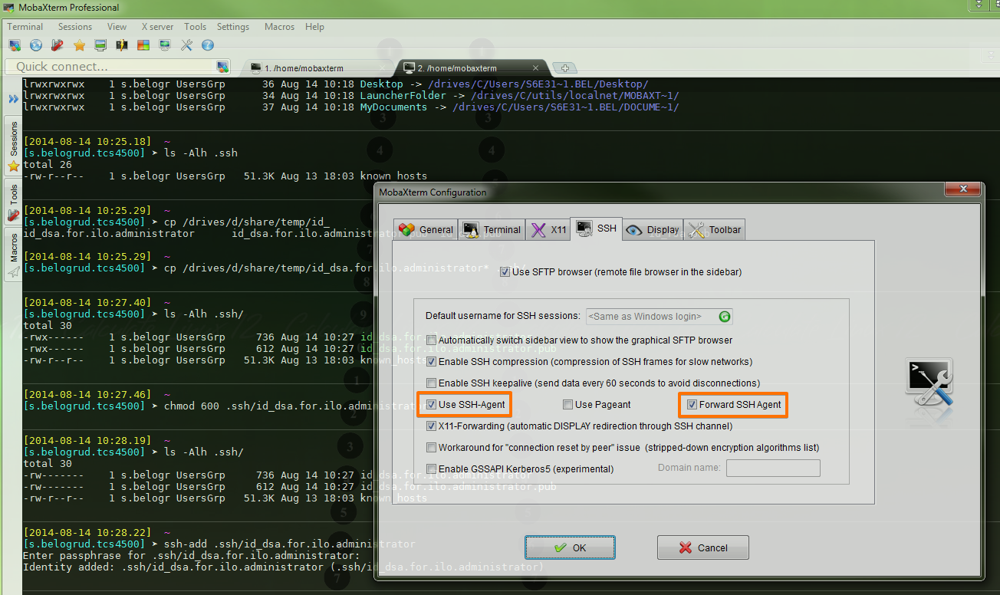 MobaXterm Professional
Terminal Sessions View X server Tools Settings Macros Help
Quick connect...
1. /home/mobaxterm
2. /home/mobaxterm
Sessions
Tools
Macros
lrwxrwxrwx 1 s.belogr UsersGrp 36 Aug 14 10:18 Desktop -> /drives/C/Users/S6E31~1.BEL/Desktop/
lrwxrwxrwx 1 s.belogr UsersGrp 34 Aug 14 10:18 LauncherFolder -> /drives/C/utils/localnet/MOBAXT~1/
lrwxrwxrwx 1 s.belogr UsersGrp 37 Aug 14 10:18 MyDocuments -> /drives/C/Users/S6E31~1.BEL/DOCUME~1/
[2014-08-14 10:25.18] ~
[s.belogrud.tcs4500] ➤ ls -Alh .ssh
total 26
-rw-r--r-- 1 s.belogr UsersGrp 51.3K Aug 13 18:03 known_hosts
[2014-08-14 10:25.29] ~
[s.belogrud.tcs4500] ➤ cp /drives/d/share/temp/id_
id_dsa.for.ilo.administrator id_dsa.for.ilo.administrator.pub
[2014-08-14 10:25.29] ~
[s.belogrud.tcs4500] ➤ cp /drives/d/share/temp/id_dsa.for.ilo.administrator* .ssh/
[2014-08-14 10:27.40] ~
[s.belogrud.tcs4500] ➤ ls -Alh .ssh/
total 30
-rwx------ 1 s.belogr UsersGrp 736 Aug 14 10:27 id_dsa.for.ilo.administrator
-rwx------ 1 s.belogr UsersGrp 612 Aug 14 10:27 id_dsa.for.ilo.administrator.pub
-rw-r--r-- 1 s.belogr UsersGrp 51.3K Aug 13 18:03 known_hosts
[2014-08-14 10:27.46] ~
[s.belogrud.tcs4500] ➤ chmod 600 .ssh/id_dsa.for.ilo.administrator
[2014-08-14 10:28.19] ~
[s.belogrud.tcs4500] ➤ ls -Alh .ssh/
total 30
-rw------- 1 s.belogr UsersGrp 736 Aug 14 10:27 id_dsa.for.ilo.administrator
-rw------- 1 s.belogr UsersGrp 612 Aug 14 10:27 id_dsa.for.ilo.administrator.pub
-rw-r--r-- 1 s.belogr UsersGrp 51.3K Aug 13 18:03 known_hosts
[2014-08-14 10:28.22] ~
[s.belogrud.tcs4500] ➤ ssh-add .ssh/id_dsa.for.ilo.administrator
Enter passphrase for .ssh/id_dsa.for.ilo.administrator:
Identity added: .ssh/id_dsa.for.ilo.administrator (.ssh/id_dsa.for.ilo.administrator)
MobaXterm Configuration
General Terminal X11 SSH Display Toolbar
Use SFTP browser (remote file browser in the sidebar)
Default username for SSH sessions: <Same as Windows login>
Automatically switch sidebar view to show the graphical SFTP browser
Enable SSH compression (compression of SSH frames for slow networks)
Enable SSH keepalive (send data every 60 seconds to avoid disconnections)
Use SSH-Agent Use Pageant Forward SSH Agent
X11-Forwarding (automatic DISPLAY redirection through SSH channel)
Workaround for "connection reset by peer" issue (stripped-down encryption algorithms list)
Enable GSSAPI Kerberos5 (experimental) Domain name:
OK Cancel